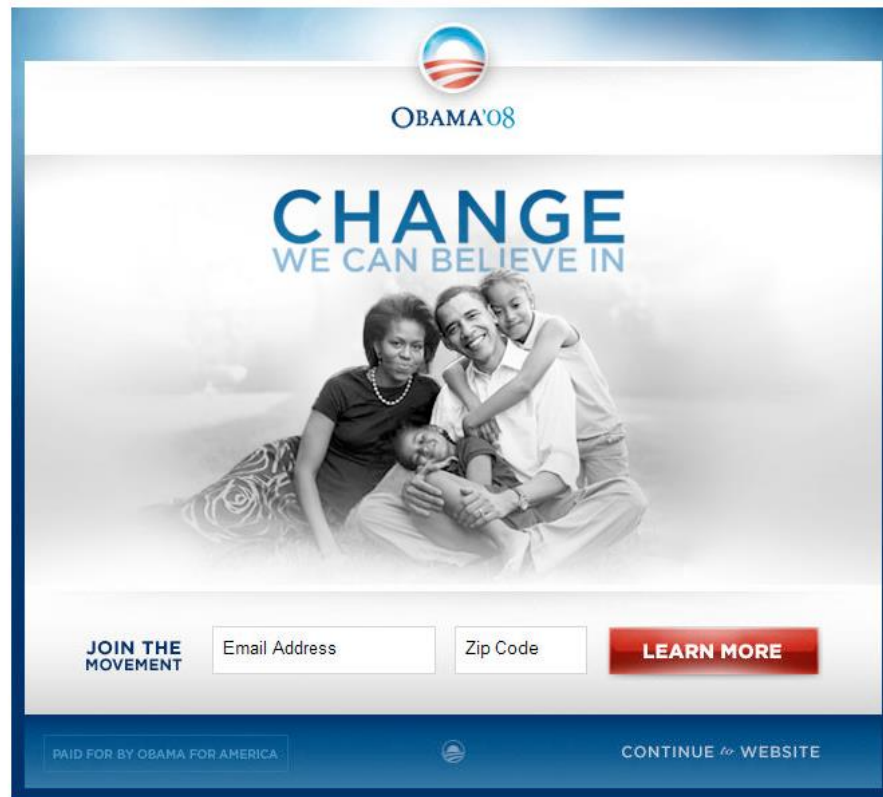 OBAMA'08
CHANGE
WE CAN BELIEVE IN
JOIN THE
MOVEMENT
Email Address
Zip Code
LEARN MORE
PAID FOR BY OBAMA FOR AMERICA
CONTINUE to WEBSITE